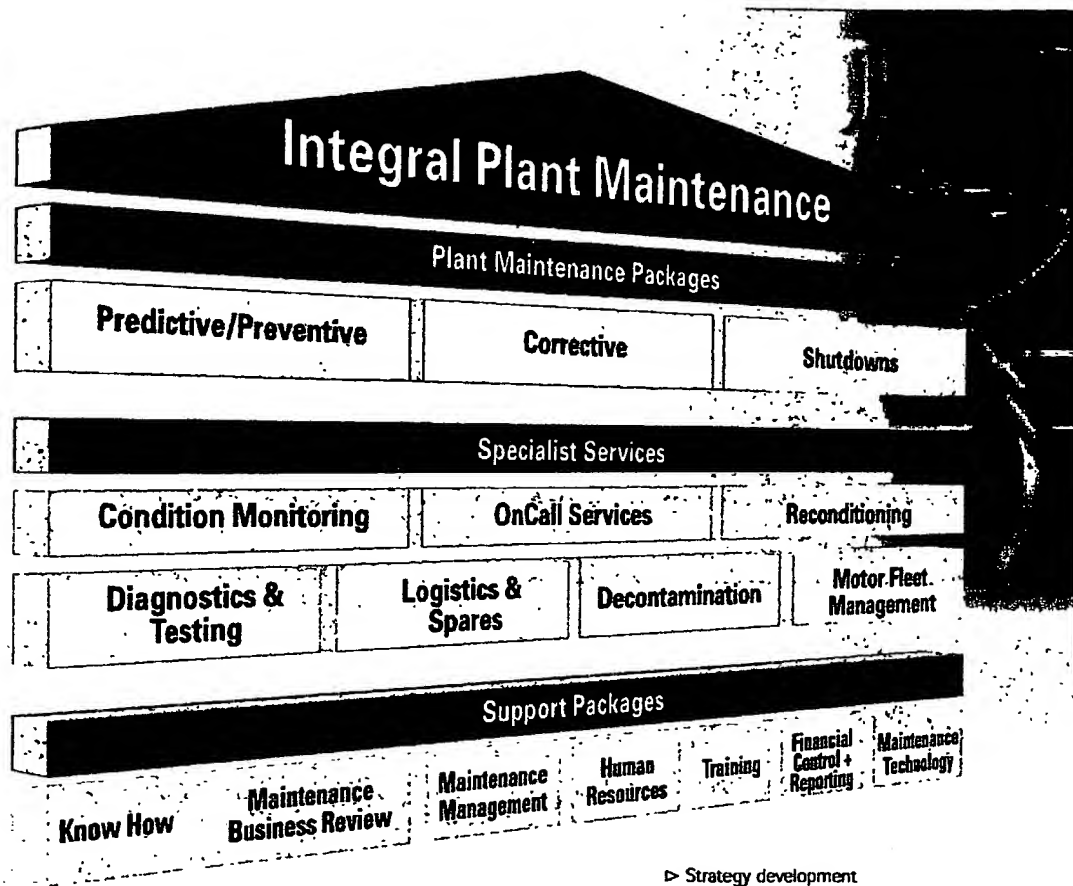 Integral Plant Maintenance
Plant Maintenance Packages
Predictive/Preventive
Corrective
Shutdowns
Specialist Services
Condition Monitoring
OnCall Services
Reconditioning
Diagnostics &
Testing
Logistics &
Spares
Decontamination
Motor Fleet
Management
Support Packages
Know How
Maintenance
Business Review
Maintenance
Management
Human
Resources
Training
Financial
Control +
Reporting
Maintenance
Technology
▷ Strategy development